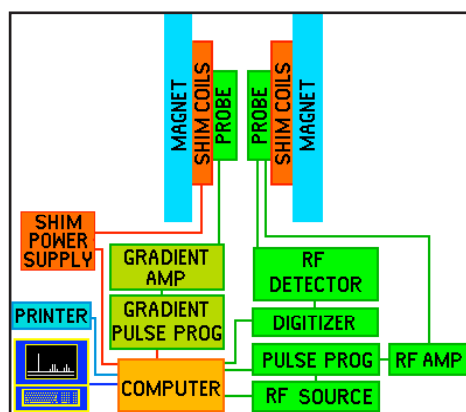 MAGNET
SHIM COILS
PROBE
PROBE
SHIM COILS
MAGNET
SHIM
POWER
SUPPLY
GRADIENT
AMP
RF
DETECTOR
PRINTER
GRADIENT
PULSE PROG
DIGITIZER
COMPUTER
PULSE PROG
RF AMP
RF SOURCE